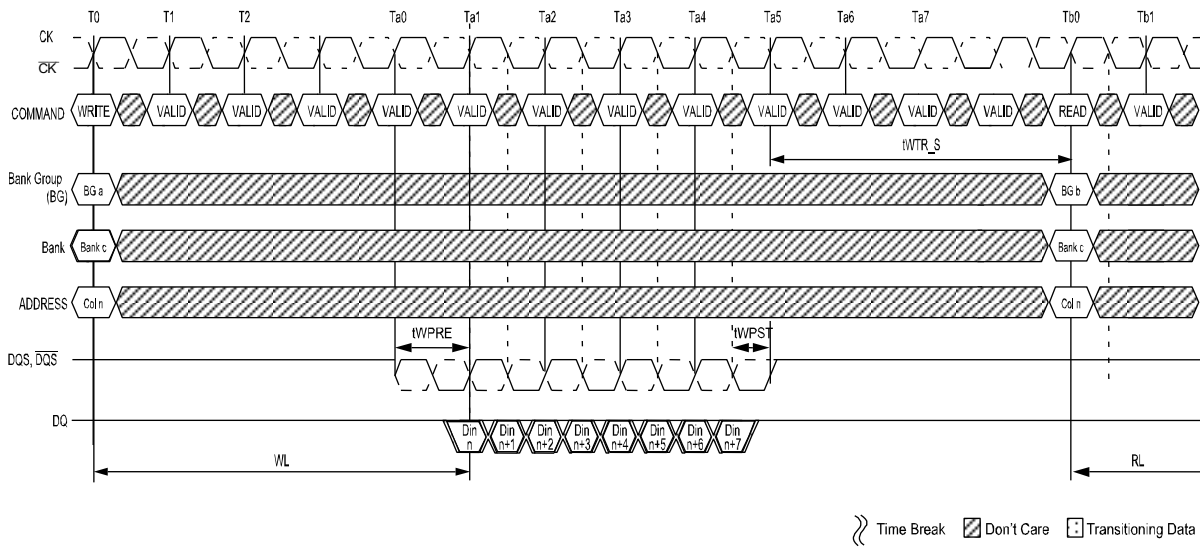 T0 T1 T2 Ta0 Ta1 Ta2 Ta3 Ta4 Ta5 Ta6 Ta7 Tb0 Tb1
CK
CK
COMMAND WRITE VALID VALID VALID VALID VALID VALID VALID VALID VALID VALID VALID VALID READ VALID
tWTR_S
Bank Group
(BG) BG a BG b
Bank Bank c Bank c
ADDRESS Col n Col n
tWPRE tWPST
DQS, DQS
DQ Din Din Din Din Din Din Din Din
n n+1 n+2 n+3 n+4 n+5 n+6 n+7
WL RL
Time Break Don't Care Transitioning Data